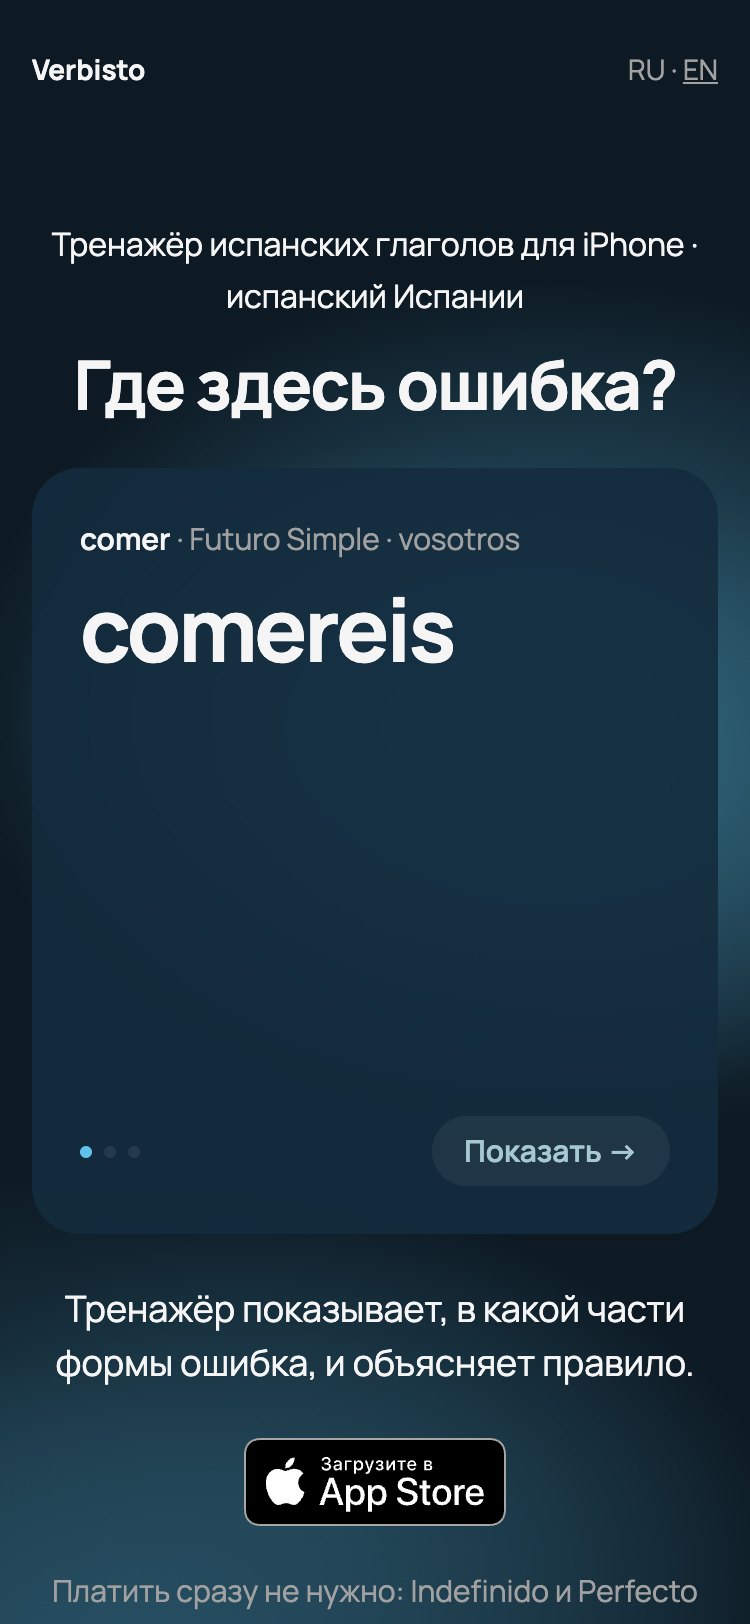 Verbisto
RU · EN
Тренажёр испанских глаголов для iPhone ·
испанский Испании
Где здесь ошибка?
comer · Futuro Simple · vosotros
comereis
Показать →
Тренажёр показывает, в какой части
формы ошибка, и объясняет правило.
Загрузите в
App Store
Платить сразу не нужно: Indefinido и Perfecto